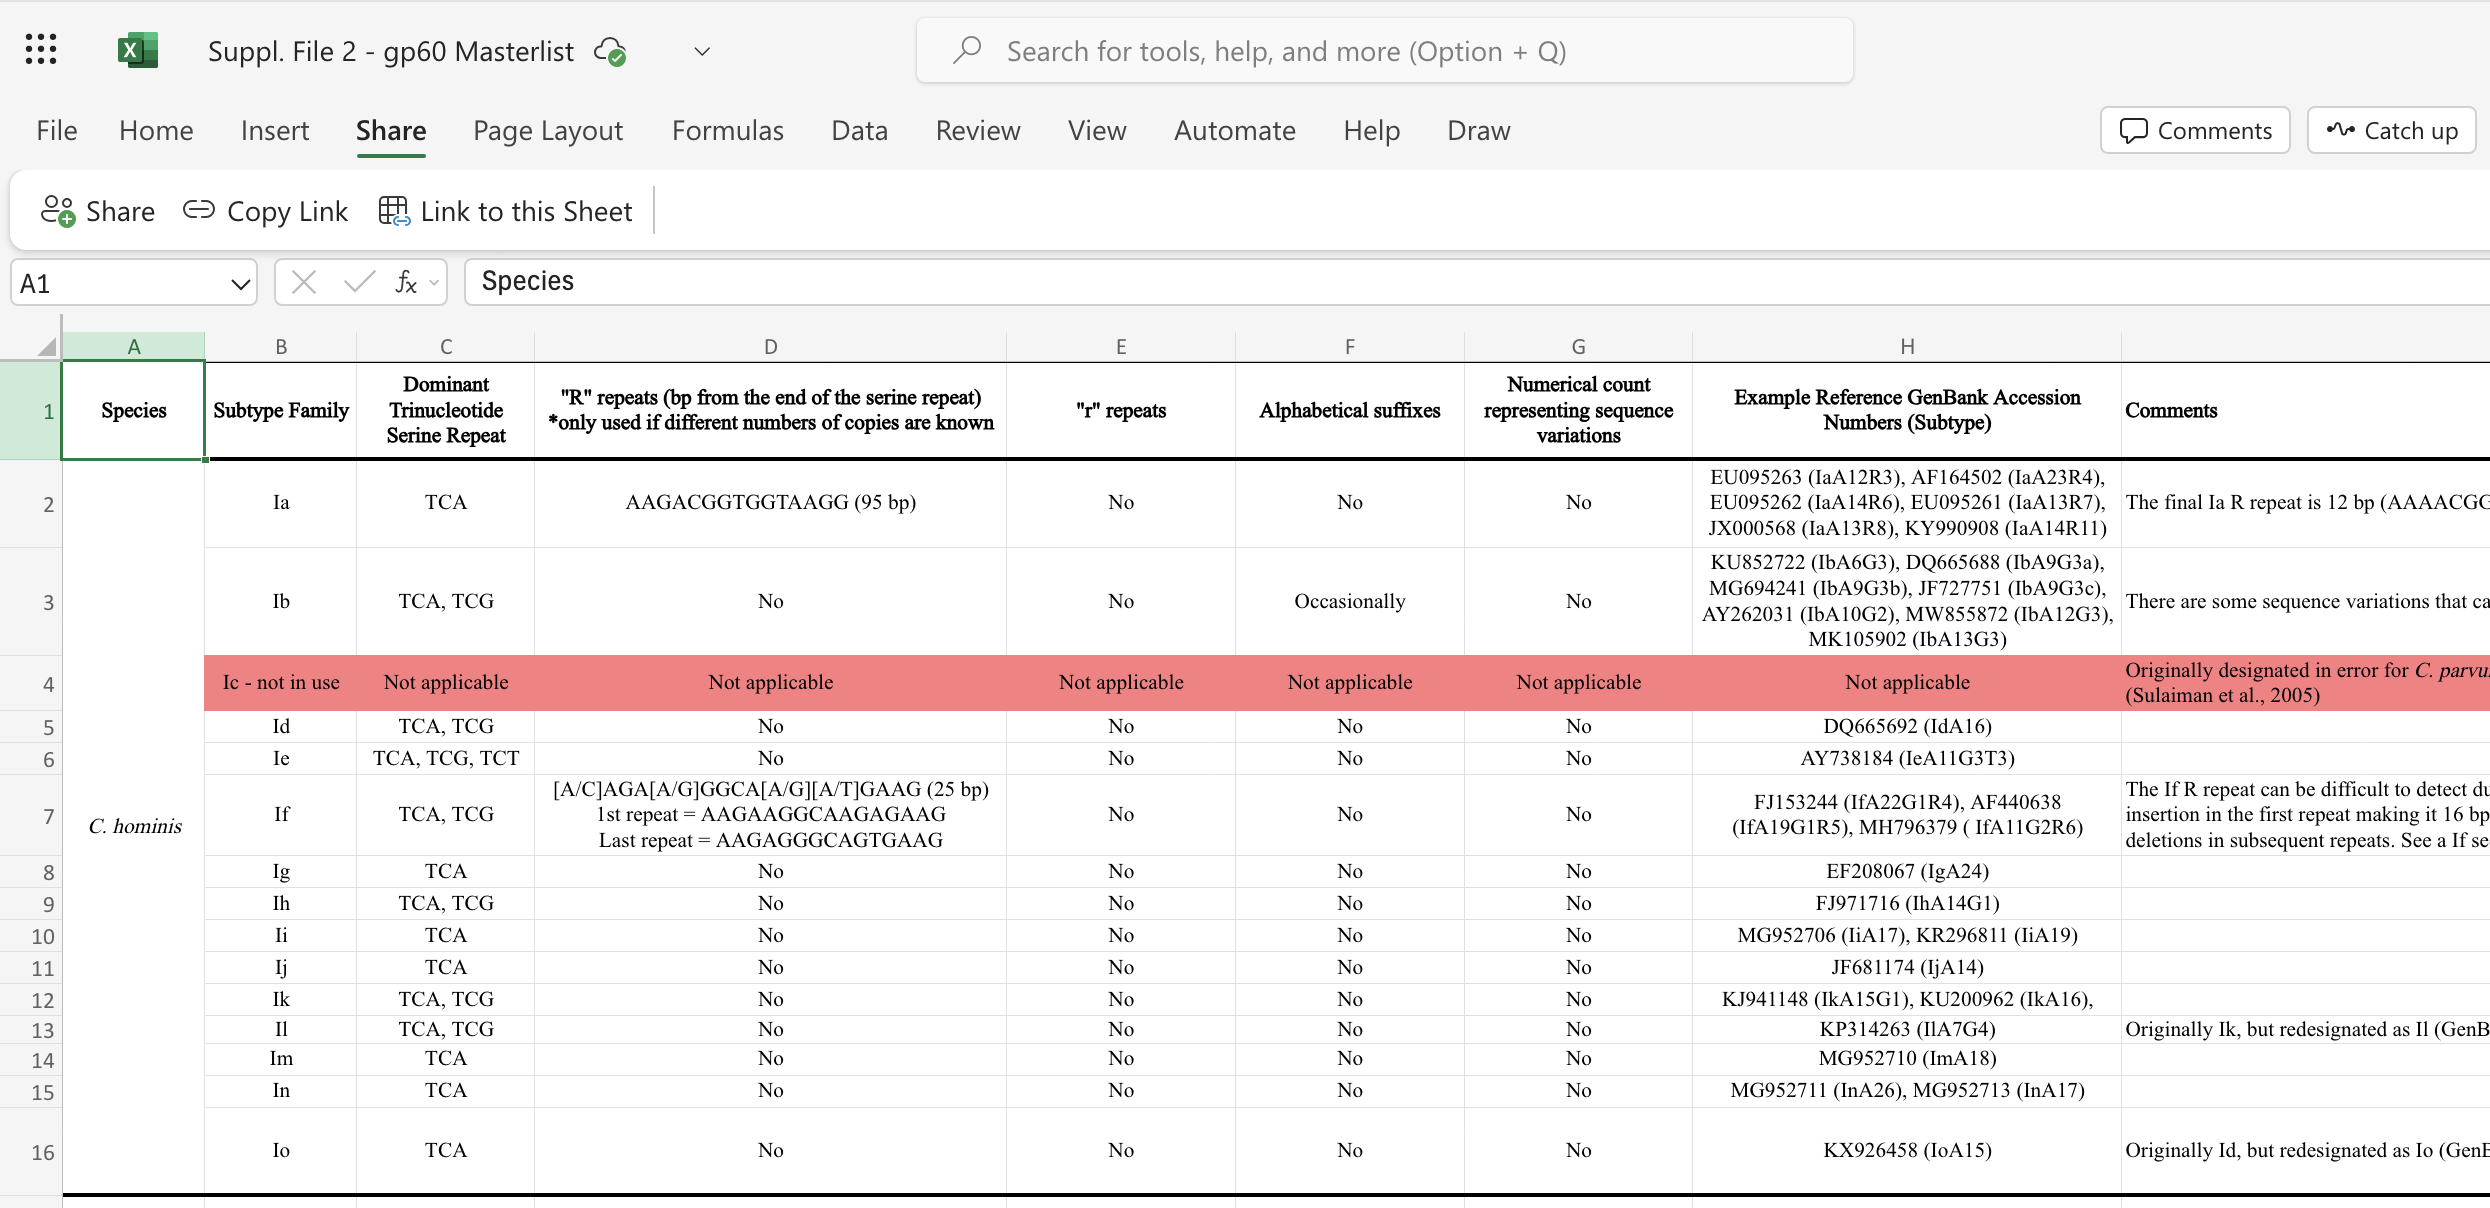 Suppl. File 2 - gp60 Masterlist
Search for tools, help, and more (Option + Q)
File Home Insert Share Page Layout Formulas Data Review View Automate Help Draw
Comments Catch up
Share Copy Link Link to this Sheet
A1 fx Species
A B C D E F G H
1 Species Subtype Family Dominant Trinucleotide Serine Repeat "R" repeats (bp from the end of the serine repeat) *only used if different numbers of copies are known "r" repeats Alphabetical suffixes Numerical count representing sequence variations Example Reference GenBank Accession Numbers (Subtype) Comments
2 Ia TCA AAGACGGTGGTAAGG (95 bp) No No No EU095263 (IaA12R3), AF164502 (IaA23R4), EU095262 (IaA14R6), EU095261 (IaA13R7), JX000568 (IaA13R8), KY990908 (IaA14R11) The final Ia R repeat is 12 bp (AAAACGG
3 Ib TCA, TCG No No Occasionally No KU852722 (IbA6G3), DQ665688 (IbA9G3a), MG694241 (IbA9G3b), JF727751 (IbA9G3c), AY262031 (IbA10G2), MW855872 (IbA12G3), MK105902 (IbA13G3) There are some sequence variations that ca
4 Ic - not in use Not applicable Not applicable Not applicable Not applicable Not applicable Not applicable Originally designated in error for C. parvu (Sulaiman et al., 2005)
5 Id TCA, TCG No No No No DQ665692 (IdA16)
6 Ie TCA, TCG, TCT No No No No AY738184 (IeA11G3T3)
7 C. hominis If TCA, TCG [A/C]AGA[A/G]GGCA[A/G][A/T]GAAG (25 bp) 1st repeat = AAGAAGGCAAGAGAAG Last repeat = AAGAGGGCAGTGAAG No No No FJ153244 (IfA22G1R4), AF440638 (IfA19G1R5), MH796379 ( IfA11G2R6) The If R repeat can be difficult to detect du insertion in the first repeat making it 16 bp deletions in subsequent repeats. See a If se
8 Ig TCA No No No No EF208067 (IgA24)
9 Ih TCA, TCG No No No No FJ971716 (IhA14G1)
10 Ii TCA No No No No MG952706 (IiA17), KR296811 (IiA19)
11 Ij TCA No No No No JF681174 (IjA14)
12 Ik TCA, TCG No No No No KJ941148 (IkA15G1), KU200962 (IkA16),
13 Il TCA, TCG No No No No KP314263 (IlA7G4) Originally Ik, but redesignated as Il (GenB
14 Im TCA No No No No MG952710 (ImA18)
15 In TCA No No No No MG952711 (InA26), MG952713 (InA17)
16 Io TCA No No No No KX926458 (IoA15) Originally Id, but redesignated as Io (GenB